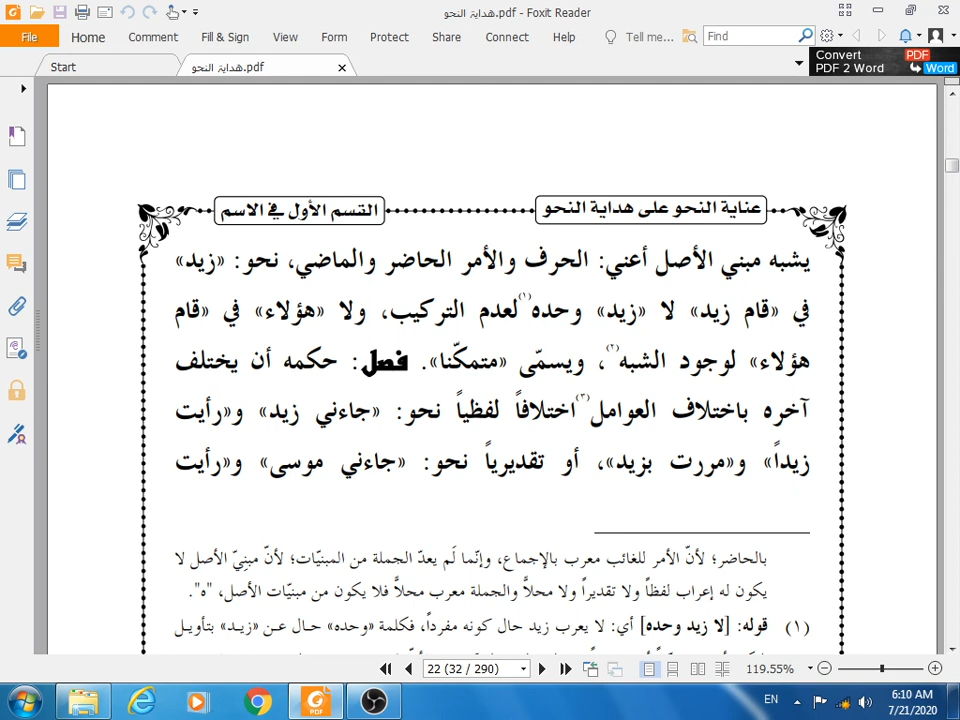 هداية النحو.pdf - Foxit Reader
File Home Comment Fill & Sign View Form Protect Share Connect Help Tell me... Find
Start هداية النحو.pdf
Convert PDF
PDF 2 Word Word
عناية النحو على هداية النحو القسم الأول في الاسم
يشبه مبني الأصل أعني: الحرف والأمر الحاضر والماضي، نحو: «زيد»
في «قام زيد» لا «زيد» وحده(١) لعدم التركيب، ولا «هؤلاء» في «قام
هؤلاء» لوجود الشبه(٢)، ويسمّى «متمكّنا». فصل: حكمه أن يختلف
آخره باختلاف العوامل(٣) اختلافاً لفظياً نحو: «جاءني زيد» و«رأيت
زيداً» و«مررت بزيد»، أو تقديرياً نحو: «جاءني موسى» و«رأيت
بالحاضر؛ لأنّ الأمر للغائب معرب بالإجماع، وإنّما لَم يعدّ الجملة من المبنيّات؛ لأنّ مبنِيّ الأصل لا
يكون له إعراب لفظاً ولا تقديراً ولا محلاًّ والجملة معرب محلاًّ فلا يكون من مبنيّات الأصل، "ه".
(١) قوله: [لا زيد وحده] أي: لا يعرب زيد حال كونه مفرداً، فكلمة «وحده» حال عن «زيد» بتأويل
22 (32 / 290) 119.55%
EN 6:10 AM
7/21/2020